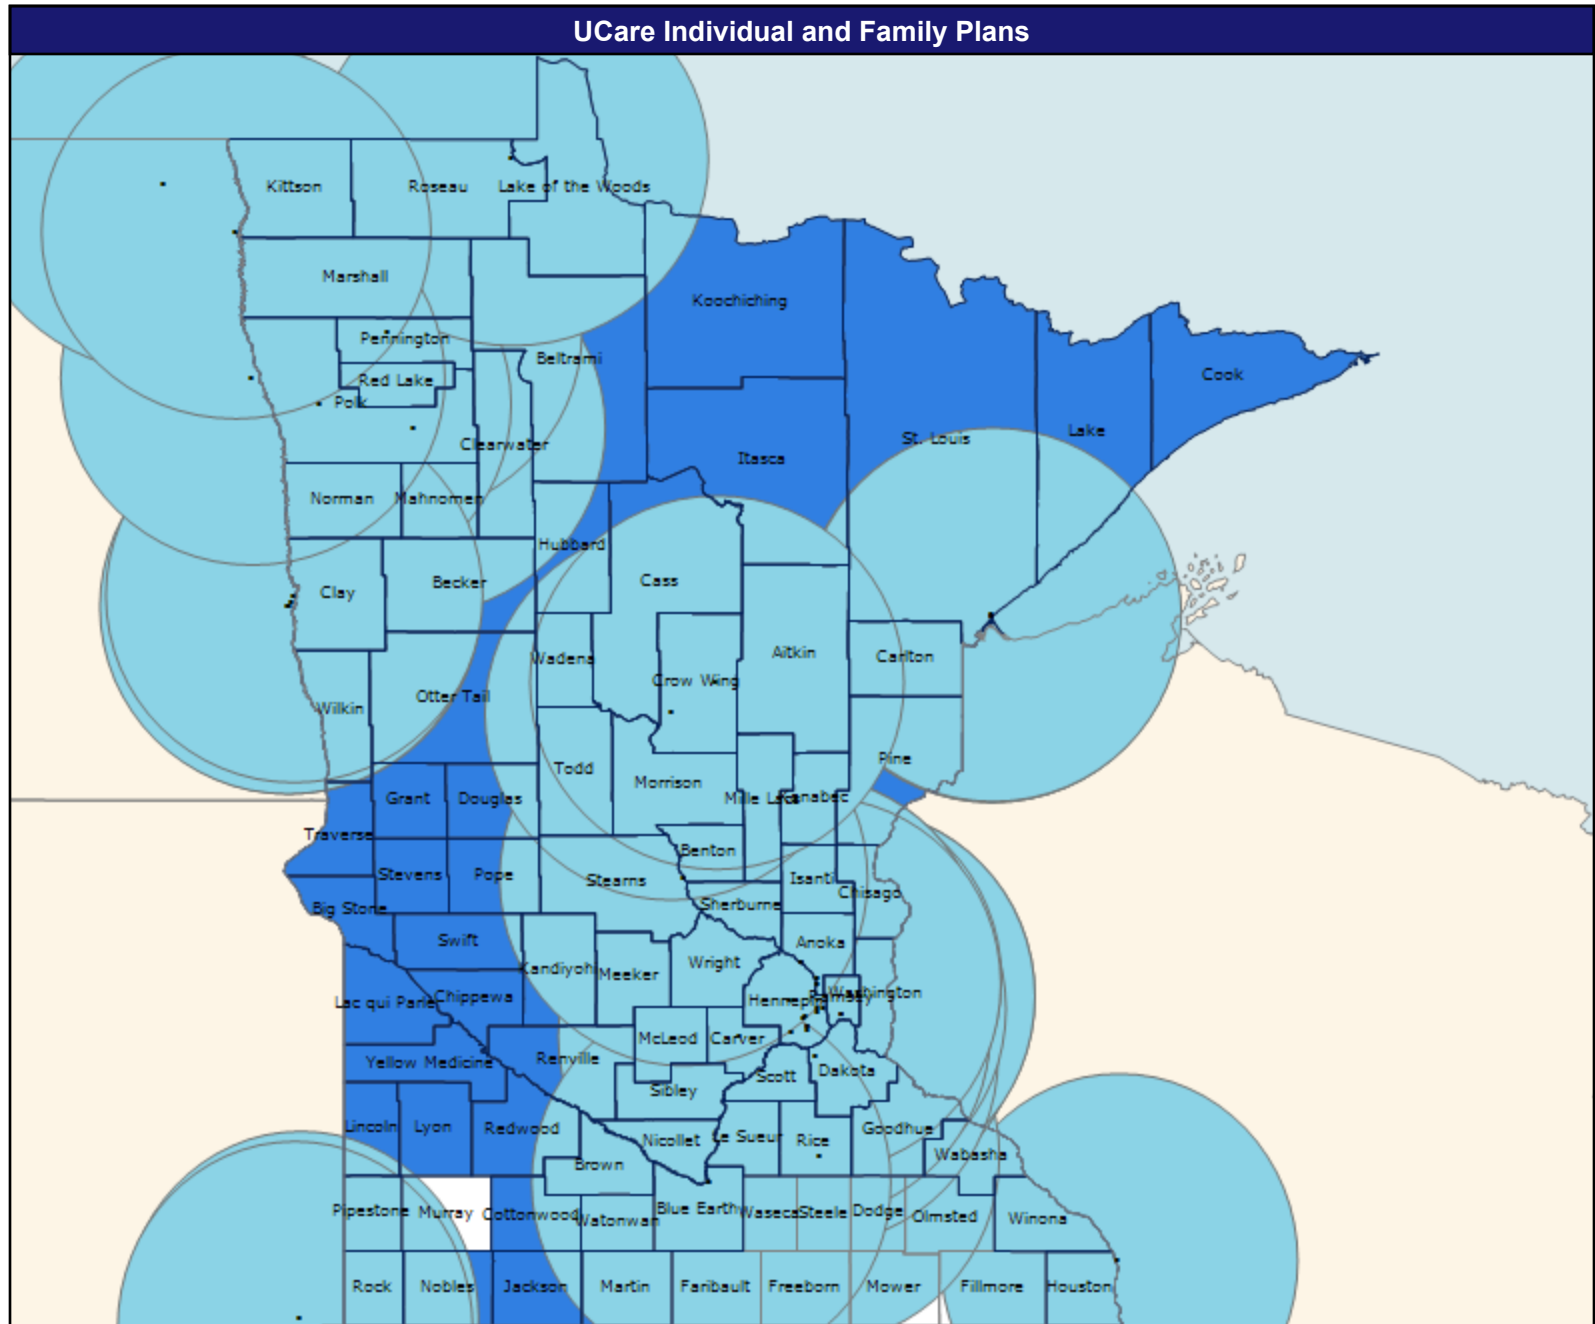 UCare Individual and Family Plans
Kittson
Roseau
Lake of the Woods
Marshall
Koochiching
Pennington
Beltrami
Red Lake
Cook
Polk
Lake
St. Louis
Clearwater
Itasca
Norman
Mahnomen
Hubbard
Cass
Becker
Clay
Aitkin
Carlton
Wadena
Crow Wing
Otter Tail
Wilkin
Pine
Todd
Morrison
Grant
Douglas
Mille Lacs
Kanabec
Traverse
Benton
Stevens
Pope
Stearns
Isanti
Chisago
Sherburne
Big Stone
Swift
Anoka
Wright
Kandiyohi
Meeker
Washington
Ramsey
Hennepin
Lac qui Parle
Chippewa
McLeod
Carver
Renville
Yellow Medicine
Dakota
Scott
Sibley
Lincoln
Lyon
Redwood
Goodhue
Le Sueur
Nicollet
Rice
Wabasha
Brown
Pipestone
Murray
Cottonwood
Watonwan
Blue Earth
Waseca
Steele
Dodge
Olmsted
Winona
Rock
Nobles
Jackson
Martin
Faribault
Freeborn
Mower
Fillmore
Houston